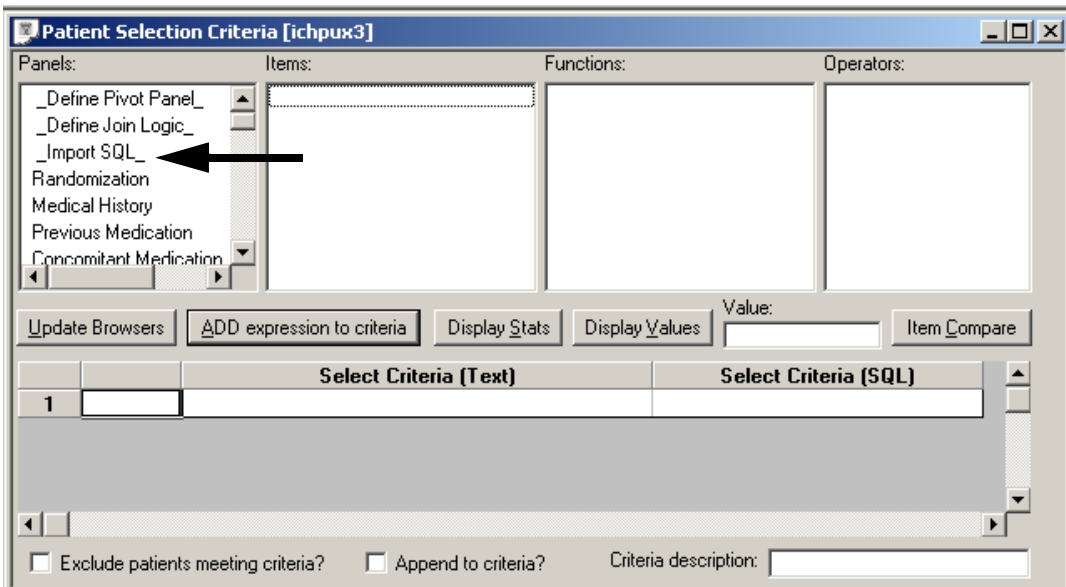 Patient Selection Criteria [ichpux3]
Panels: Items: Functions: Operators:
_Define Pivot Panel_
_Define Join Logic_
_Import SQL_
Randomization
Medical History
Previous Medication
Concomitant Medication
Value:
Update Browsers ADD expression to criteria Display Stats Display Values Item Compare
Select Criteria (Text) Select Criteria (SQL)
1
Exclude patients meeting criteria? Append to criteria? Criteria description: